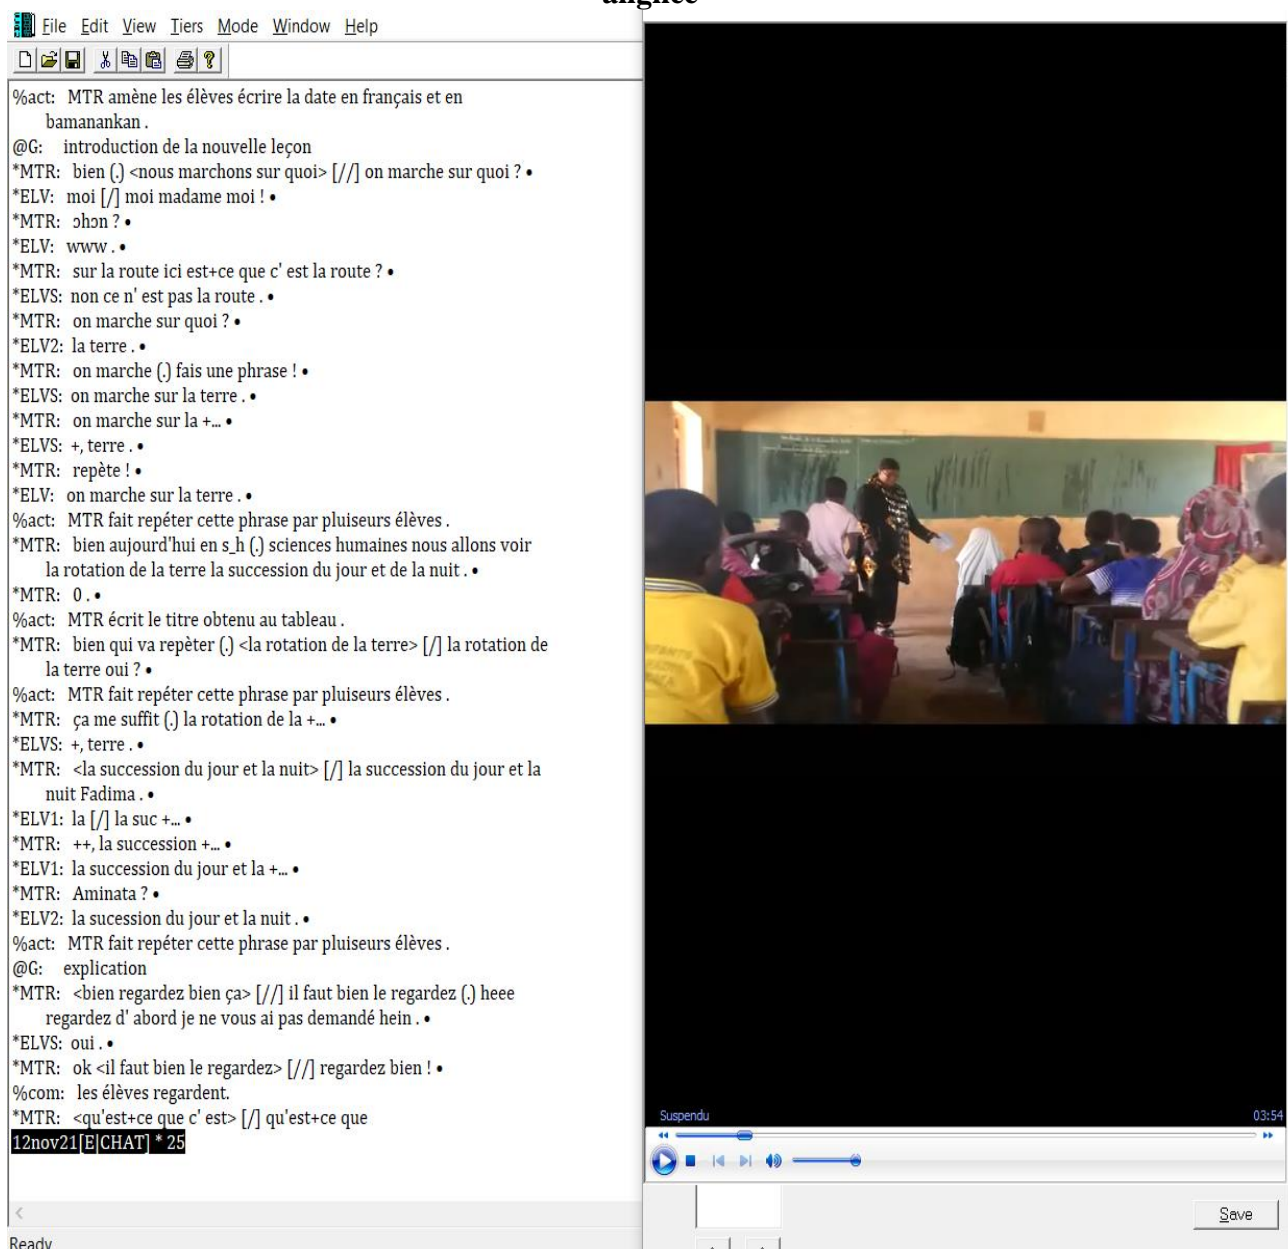 alignée
File Edit View Tiers Mode Window Help
%act: MTR amène les élèves écrire la date en français et en
bamanankan .
@G: introduction de la nouvelle leçon
*MTR: bien (.) <nous marchons sur quoi> [//] on marche sur quoi ? •
*ELV: moi [/] moi madame moi ! •
*MTR: ɔhɔn ? •
*ELV: www . •
*MTR: sur la route ici est+ce que c' est la route ? •
*ELVS: non ce n' est pas la route . •
*MTR: on marche sur quoi ? •
*ELV2: la terre . •
*MTR: on marche (.) fais une phrase ! •
*ELVS: on marche sur la terre . •
*MTR: on marche sur la +… •
*ELVS: +, terre . •
*MTR: repète ! •
*ELV: on marche sur la terre . •
%act: MTR fait repéter cette phrase par pluiseurs élèves .
*MTR: bien aujourd'hui en s_h (.) sciences humaines nous allons voir
la rotation de la terre la succession du jour et de la nuit . •
*MTR: 0 . •
%act: MTR écrit le titre obtenu au tableau .
*MTR: bien qui va repèter (.) <la rotation de la terre> [/] la rotation de
la terre oui ? •
%act: MTR fait repéter cette phrase par pluiseurs élèves .
*MTR: ça me suffit (.) la rotation de la +… •
*ELVS: +, terre . •
*MTR: <la succession du jour et la nuit> [/] la succession du jour et la
nuit Fadima . •
*ELV1: la [/] la suc +… •
*MTR: ++, la succession +… •
*ELV1: la succession du jour et la +… •
*MTR: Aminata ? •
*ELV2: la sucession du jour et la nuit . •
%act: MTR fait repéter cette phrase par pluiseurs élèves .
@G: explication
*MTR: <bien regardez bien ça> [//] il faut bien le regardez (.) heee
regardez d' abord je ne vous ai pas demandé hein . •
*ELVS: oui . •
*MTR: ok <il faut bien le regardez> [//] regardez bien ! •
%com: les élèves regardent.
*MTR: <qu'est+ce que c' est> [/] qu'est+ce que
12nov21[E|CHAT] * 25
Ready
Suspendu 03:54
Save